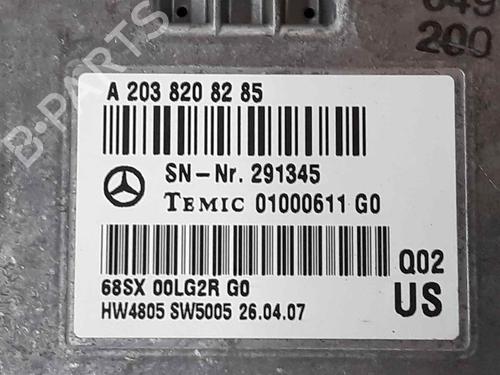 B-PARTS
200
A 203 820 82 85
SN-Nr. 291345
TEMIC 01000611 G0
68SX 00LG2R G0
Q02
HW4805 SW5005 26.04.07
US